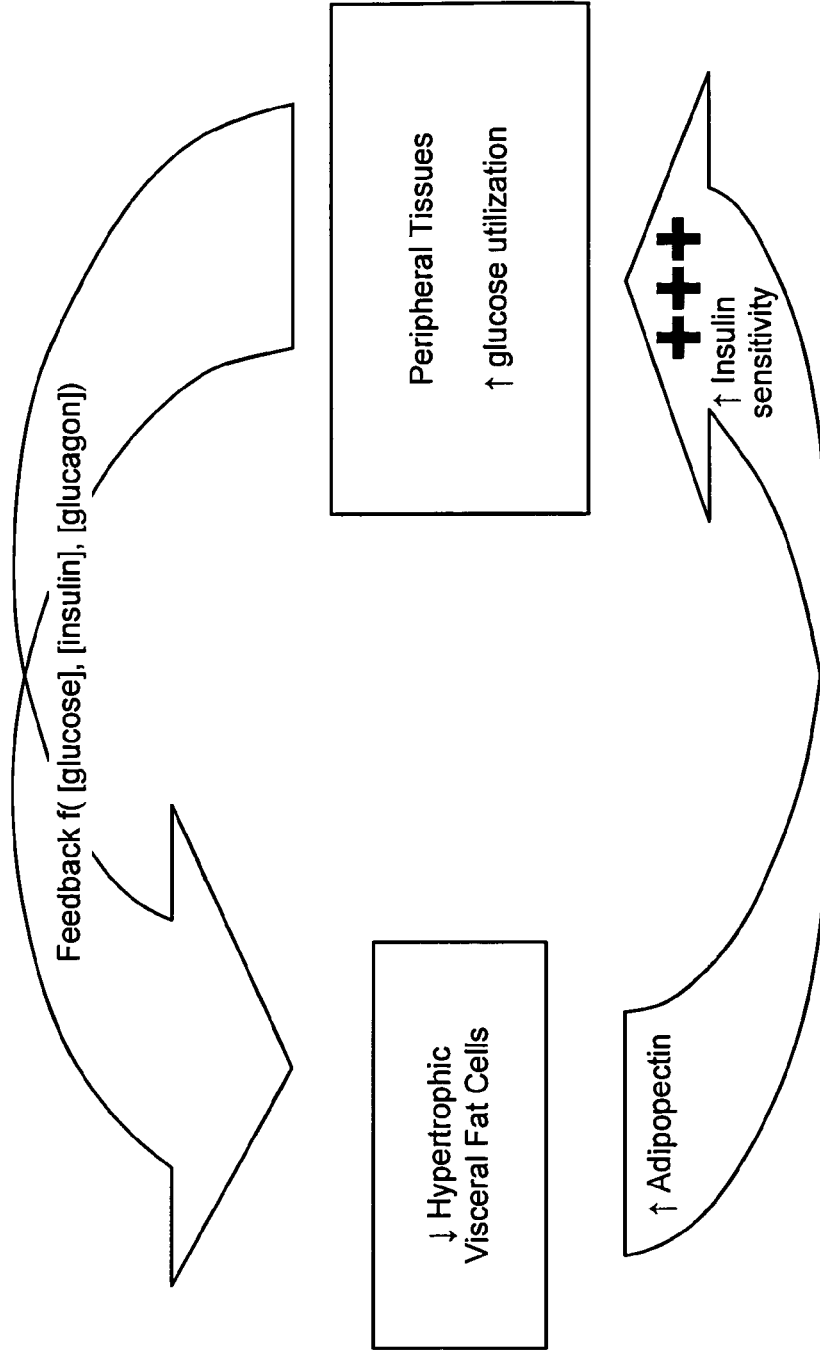 Feedback f( [glucose], [insulin], [glucagon])
↓ Hypertrophic
Visceral Fat Cells
Peripheral Tissues
↑ glucose utilization
↑ Adipopectin
+++
↑ Insulin
sensitivity